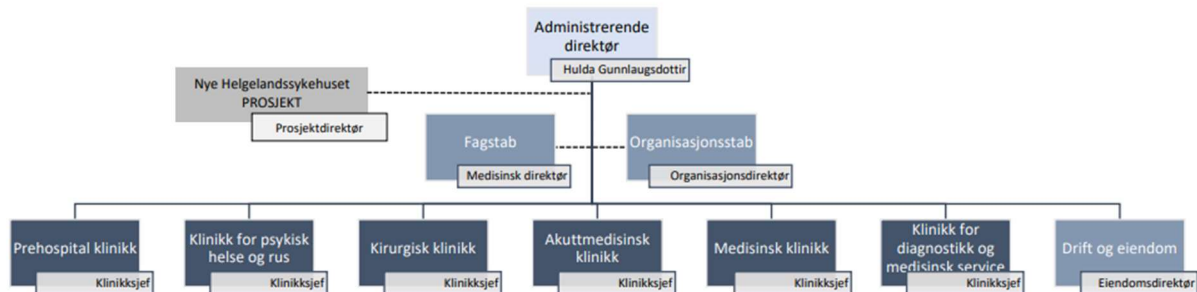 Administrerende
direktør
Hulda Gunnlaugsdottir
Nye Helgelandssykehuset
PROSJEKT
Prosjektdirektør
Fagstab
Medisinsk direktør
Organisasjonsstab
Organisasjonsdirektør
Prehospital klinikk
Klinikksjef
Klinikk for psykisk
helse og rus
Klinikksjef
Kirurgisk klinikk
Klinikksjef
Akuttmedisinsk
klinikk
Klinikksjef
Medisinsk klinikk
Klinikksjef
Klinikk for
diagnostikk og
medisinsk service
Klinikksjef
Drift og eiendom
Eiendomsdirektør